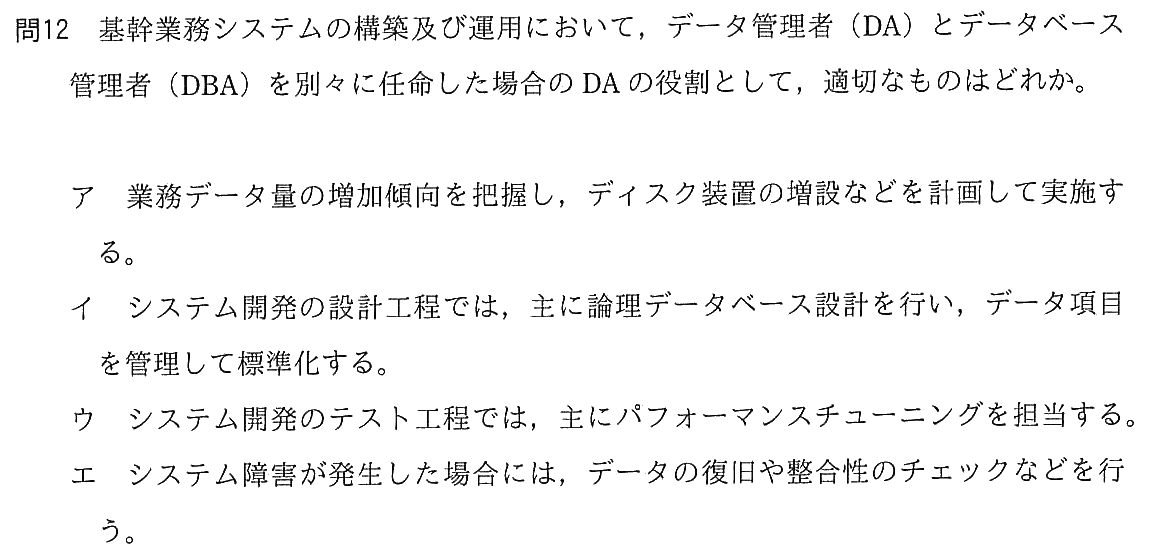 問12　基幹業務システムの構築及び運用において，データ管理者（DA）とデータベース
管理者（DBA）を別々に任命した場合の DA の役割として，適切なものはどれか。
ア　業務データ量の増加傾向を把握し，ディスク装置の増設などを計画して実施す
る。
イ　システム開発の設計工程では，主に論理データベース設計を行い，データ項目
を管理して標準化する。
ウ　システム開発のテスト工程では，主にパフォーマンスチューニングを担当する。
エ　システム障害が発生した場合には，データの復旧や整合性のチェックなどを行
う。